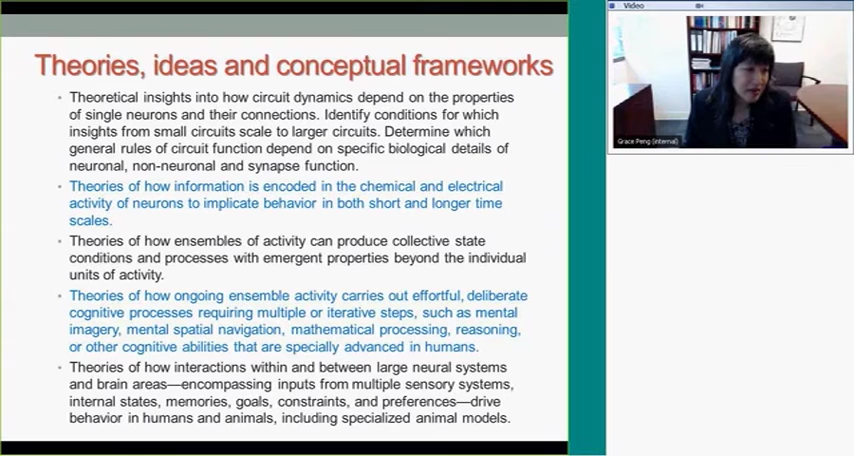 Video
Theories, ideas and conceptual frameworks
Theoretical insights into how circuit dynamics depend on the properties
of single neurons and their connections. Identify conditions for which
insights from small circuits scale to larger circuits. Determine which
general rules of circuit function depend on specific biological details of
neuronal, non-neuronal and synapse function.
Theories of how information is encoded in the chemical and electrical
activity of neurons to implicate behavior in both short and longer time
scales.
Theories of how ensembles of activity can produce collective state
conditions and processes with emergent properties beyond the individual
units of activity.
Theories of how ongoing ensemble activity carries out effortful, deliberate
cognitive processes requiring multiple or iterative steps, such as mental
imagery, mental spatial navigation, mathematical processing, reasoning,
or other cognitive abilities that are specially advanced in humans.
Theories of how interactions within and between large neural systems
and brain areas—encompassing inputs from multiple sensory systems,
internal states, memories, goals, constraints, and preferences—drive
behavior in humans and animals, including specialized animal models.
Grace Peng (internal)